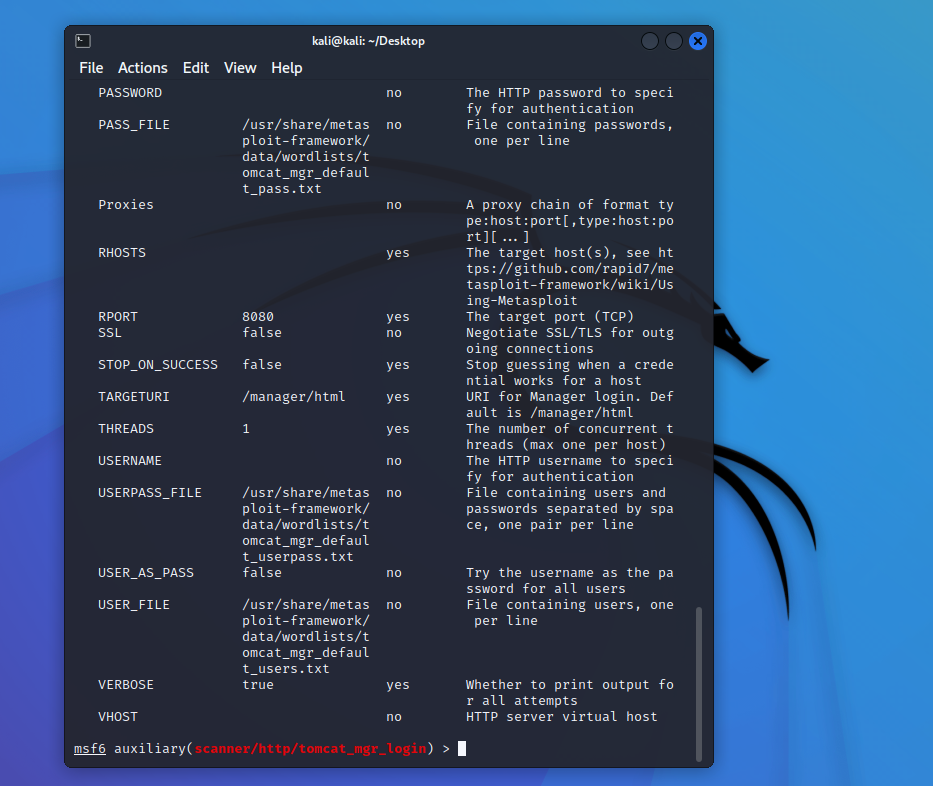 kali@kali: ~/Desktop
File Actions Edit View Help
PASSWORD no The HTTP password to speci
fy for authentication
PASS_FILE /usr/share/metas no File containing passwords,
ploit-framework/ one per line
data/wordlists/t
omcat_mgr_defaul
t_pass.txt
Proxies no A proxy chain of format ty
pe:host:port[,type:host:po
rt][...]
RHOSTS yes The target host(s), see ht
tps://github.com/rapid7/me
tasploit-framework/wiki/Us
ing-Metasploit
RPORT 8080 yes The target port (TCP)
SSL false no Negotiate SSL/TLS for outg
oing connections
STOP_ON_SUCCESS false yes Stop guessing when a crede
ntial works for a host
TARGETURI /manager/html yes URI for Manager login. Def
ault is /manager/html
THREADS 1 yes The number of concurrent t
hreads (max one per host)
USERNAME no The HTTP username to speci
fy for authentication
USERPASS_FILE /usr/share/metas no File containing users and
ploit-framework/ passwords separated by spa
data/wordlists/t ce, one pair per line
omcat_mgr_defaul
t_userpass.txt
USER_AS_PASS false no Try the username as the pa
ssword for all users
USER_FILE /usr/share/metas no File containing users, one
ploit-framework/ per line
data/wordlists/t
omcat_mgr_defaul
t_users.txt
VERBOSE true yes Whether to print output fo
r all attempts
VHOST no HTTP server virtual host
msf6 auxiliary(scanner/http/tomcat_mgr_login) >